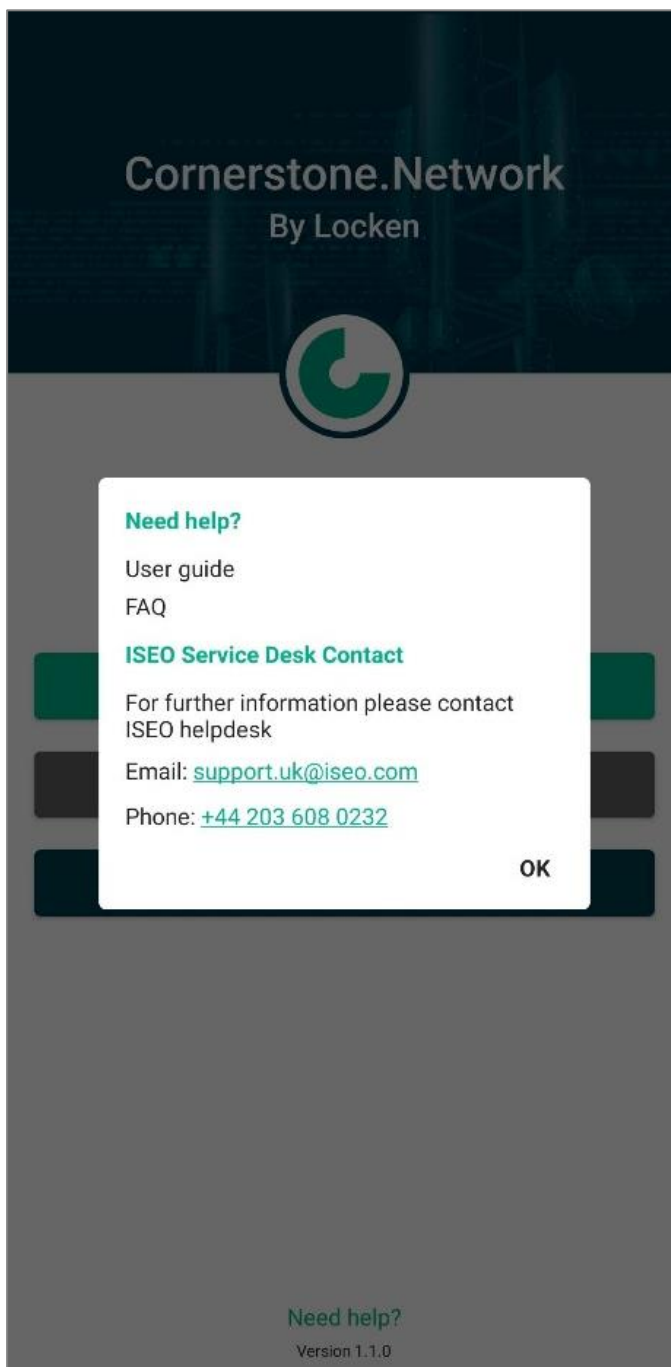 Cornerstone.Network
By Locken
Need help?
User guide
FAQ
ISEO Service Desk Contact
For further information please contact
ISEO helpdesk
Email: support.uk@iseo.com
Phone: +44 203 608 0232
OK
Need help?
Version 1.1.0